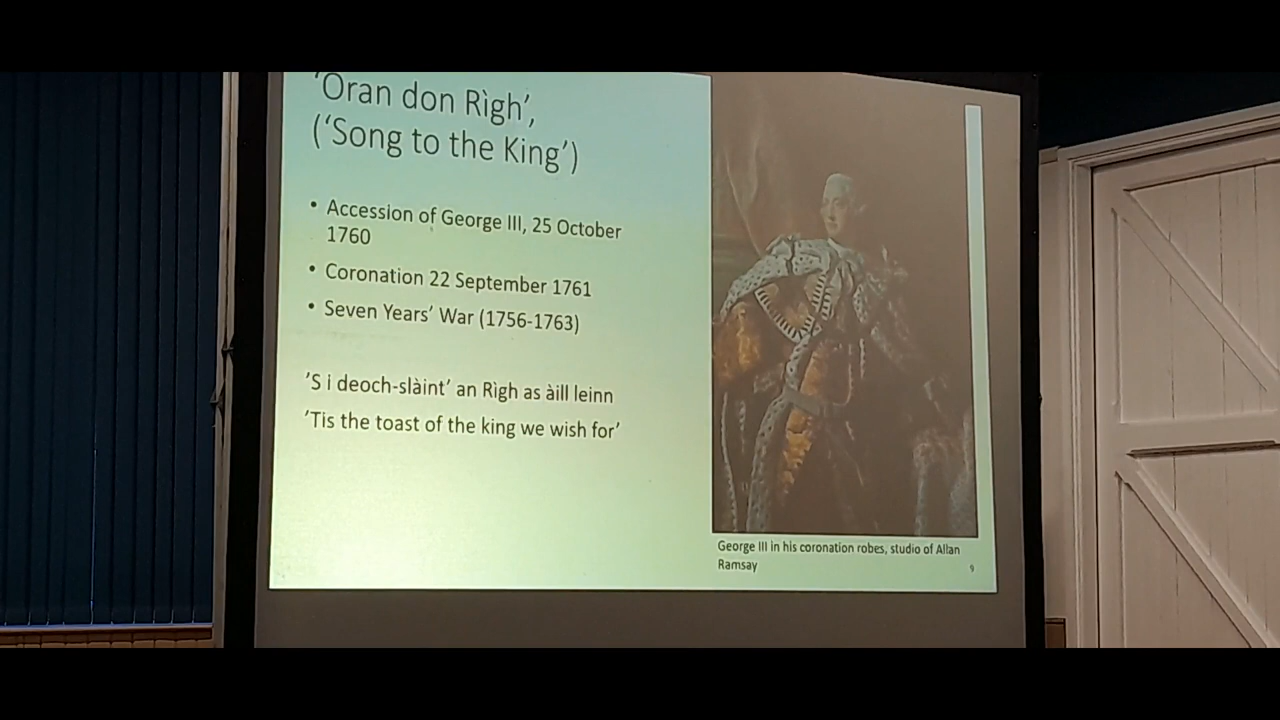 'Oran don Rìgh',
('Song to the King')
• Accession of George III, 25 October
1760
• Coronation 22 September 1761
• Seven Years' War (1756-1763)
'S i deoch-slàint' an Rìgh as àill leinn
'Tis the toast of the king we wish for'
George III in his coronation robes, studio of Allan
Ramsay
9